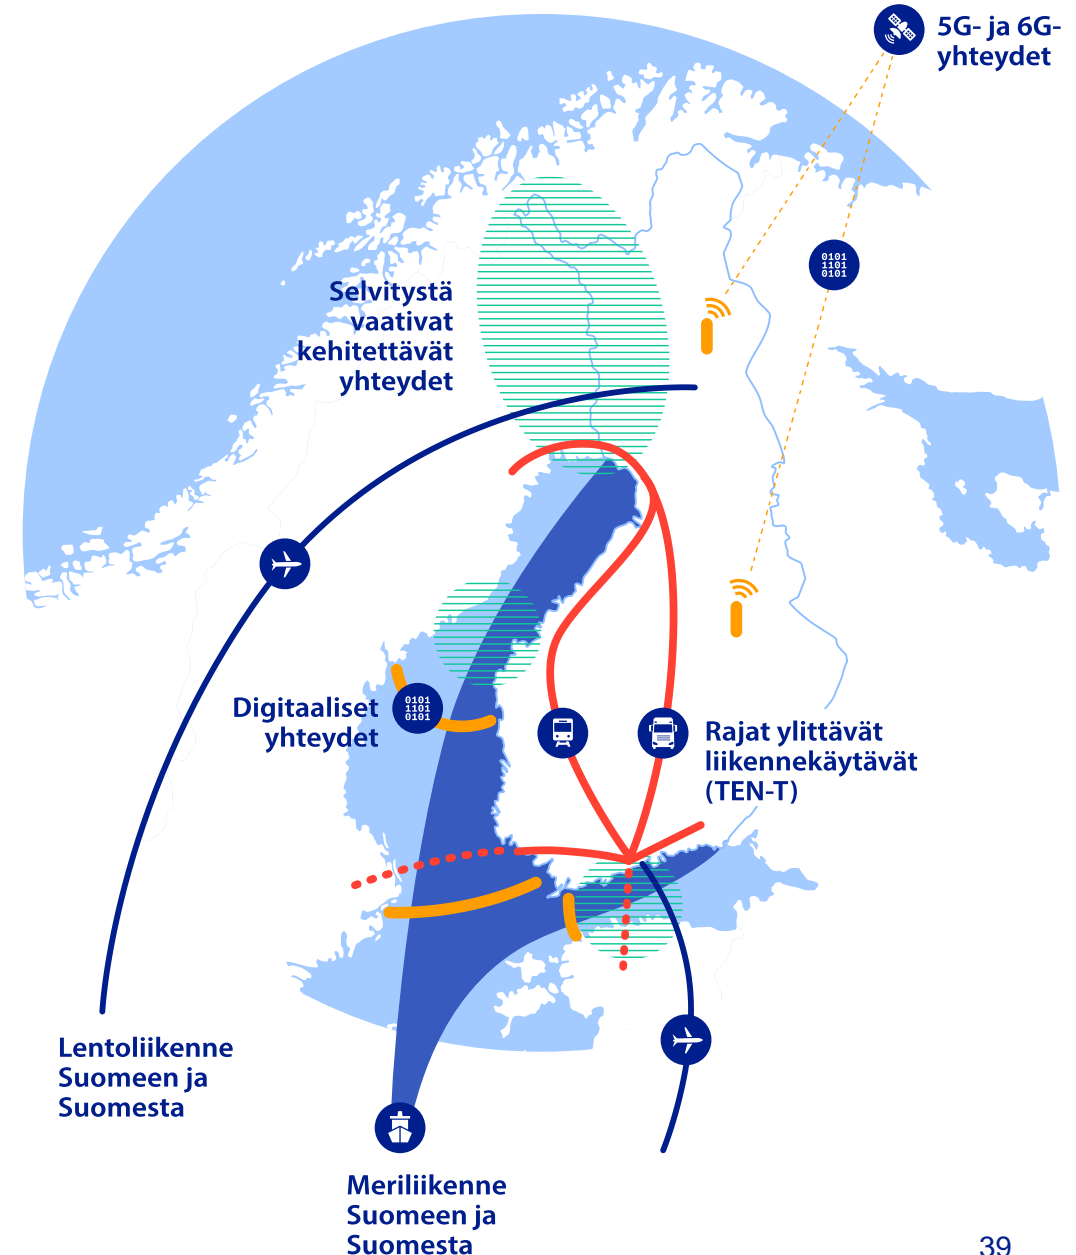 5G- ja 6G-
yhteydet
0101
1101
0101
Selvitystä
vaativat
kehitettävät
yhteydet
Digitaaliset
yhteydet
0101
1101
0101
Rajat ylittävät
liikennekäytävät
(TEN-T)
Lentoliikenne
Suomeen ja
Suomesta
Meriliikenne
Suomeen ja
Suomesta
39